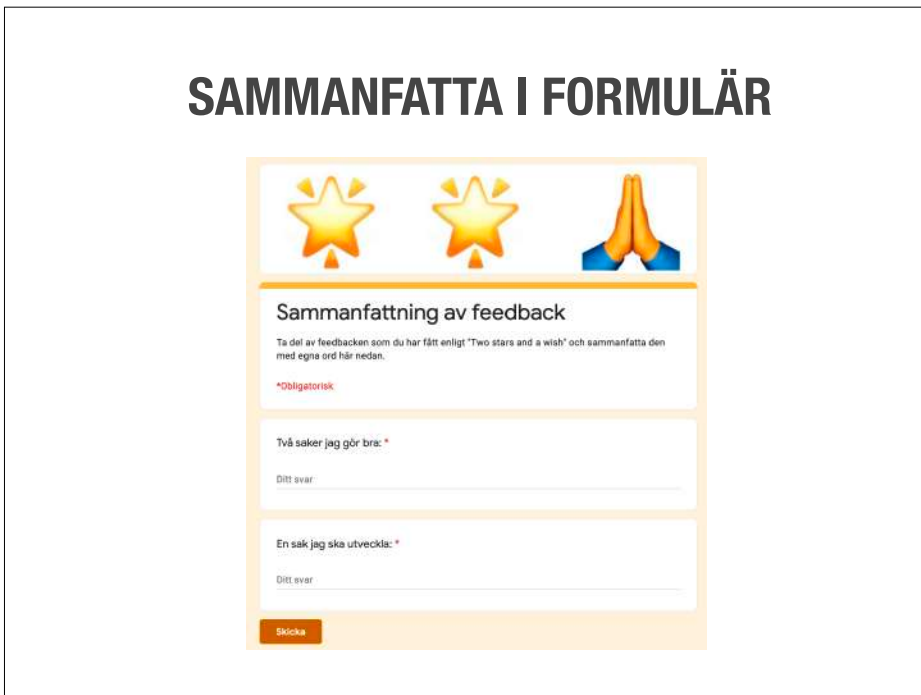 SAMMANFATTA I FORMULÄR
Sammanfattning av feedback
Ta del av feedbacken som du har fått enligt "Two stars and a wish" och sammanfatta den
med egna ord här nedan.
*Obligatorisk
Två saker jag gör bra: *
Ditt svar
En sak jag ska utveckla: *
Ditt svar
Skicka